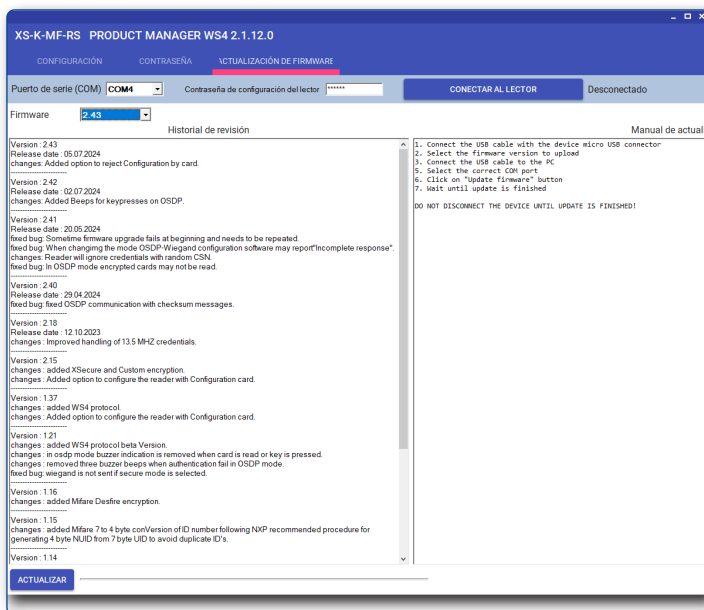 XS-K-MF-RS PRODUCT MANAGER WS4 2.1.12.0
CONFIGURACIÓN CONTRASEÑA ACTUALIZACIÓN DE FIRMWARE
Puerto de serie (COM) COM4 Contraseña de configuración del lector ****** CONECTAR AL LECTOR Desconectado
Firmware 2.43
Historial de revisión
Version : 2.43
Release date : 05.07.2024
changes: Added option to reject Configuration by card.
------------------------
Version : 2.42
Release date : 02.07.2024
changes: Added Beeps for keypresses on OSDP.
------------------------
Version : 2.41
Release date : 20.05.2024
fixed bug: Sometime firmware upgrade fails at beginning and needs to be repeated.
fixed bug: When changimg the mode OSDP-Wiegand configuration software may report"Incomplete response".
changes: Reader will ignore credentials with random CSN.
fixed bug: In OSDP mode encrypted cards may not be read.
------------------------
Version : 2.40
Release date : 29.04.2024
fixed bug: fixed OSDP communication with checksum messages.
------------------------
Version : 2.18
Release date : 12.10.2023
changes : Improved handling of 13.5 MHZ credentials.
------------------------
Version : 2.15
changes : added XSecure and Custom encryption.
changes : Added option to configure the reader with Configuration card.
------------------------
Version : 1.37
changes : added WS4 protocol.
changes : Added option to configure the reader with Configuration card.
------------------------
Version : 1.21
changes : added WS4 protocol beta Version.
changes : in osdp mode buzzer indication is removed when card is read or key is pressed.
changes : removed three buzzer beeps when authentication fail in OSDP mode.
fixed bug: wiegand is not sent if secure mode is selected.
------------------------
Version : 1.16
changes : added Mifare Desfire encryption.
------------------------
Version : 1.15
changes : added Mifare 7 to 4 byte conVersion of ID number following NXP recommended procedure for
generating 4 byte NUID from 7 byte UID to avoid duplicate ID's.
------------------------
Version : 1.14
Manual de actual
1. Connect the USB cable with the device micro USB connector
2. Select the firmware version to upload
3. Connect the USB cable to the PC
5. Select the correct COM port
6. Click on "Update firmware" button
7. Wait until update is finished
DO NOT DISCONNECT THE DEVICE UNTIL UPDATE IS FINISHED!
ACTUALIZAR